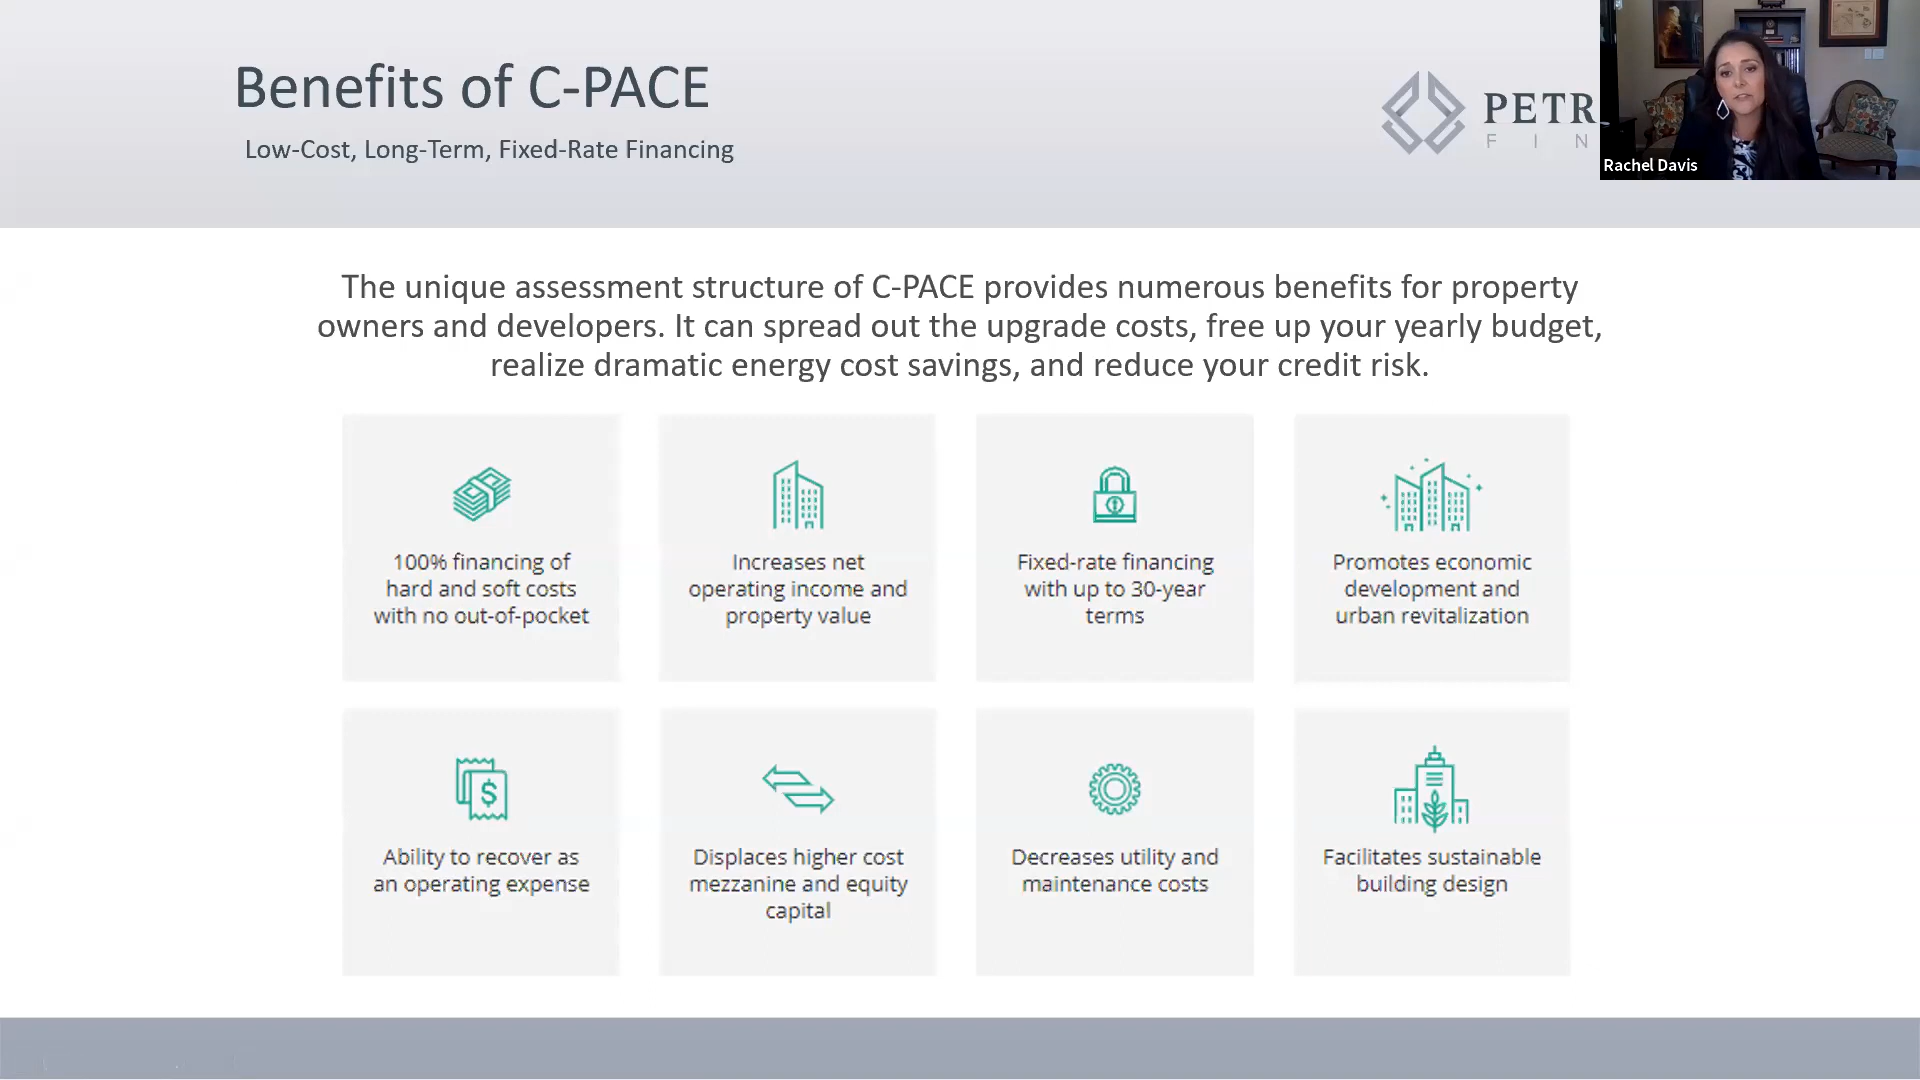 Benefits of C-PACE
Low-Cost, Long-Term, Fixed-Rate Financing
PETR
FIN
Rachel Davis
The unique assessment structure of C-PACE provides numerous benefits for property
owners and developers. It can spread out the upgrade costs, free up your yearly budget,
realize dramatic energy cost savings, and reduce your credit risk.
100% financing of
hard and soft costs
with no out-of-pocket
Increases net
operating income and
property value
Fixed-rate financing
with up to 30-year
terms
Promotes economic
development and
urban revitalization
$
Ability to recover as
an operating expense
Displaces higher cost
mezzanine and equity
capital
Decreases utility and
maintenance costs
Facilitates sustainable
building design